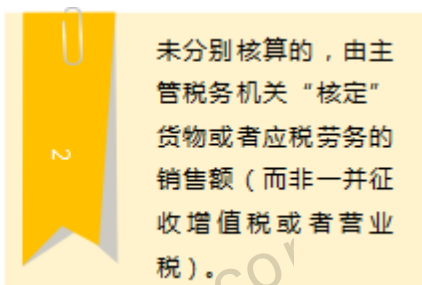 未分别核算的，由主
管税务机关“核定”
货物或者应税劳务的
销售额（而非一并征
收增值税或者营业
税）。
2
com